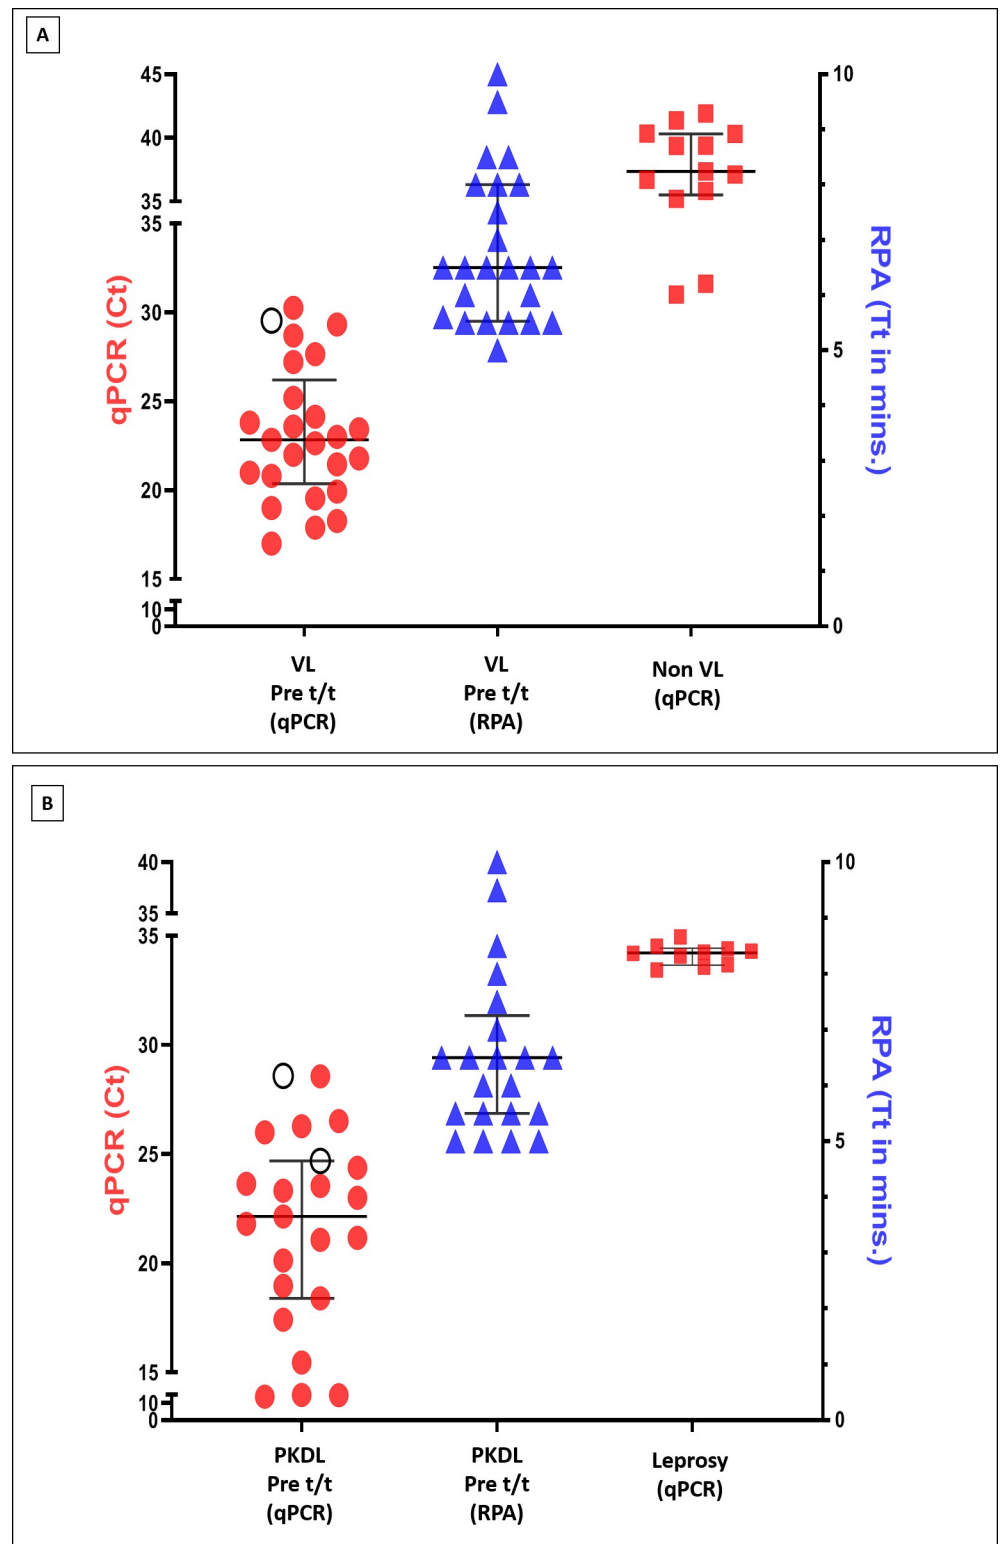 A
45
40
35
35
30
25
20
15
10
0
qPCR (Ct)
10
5
0
RPA (Tt in mins.)
VL
Pre t/t
(qPCR)
VL
Pre t/t
(RPA)
Non VL
(qPCR)
B
40
35
35
30
25
20
15
10
0
qPCR (Ct)
10
5
0
RPA (Tt in mins.)
PKDL
Pre t/t
(qPCR)
PKDL
Pre t/t
(RPA)
Leprosy
(qPCR)